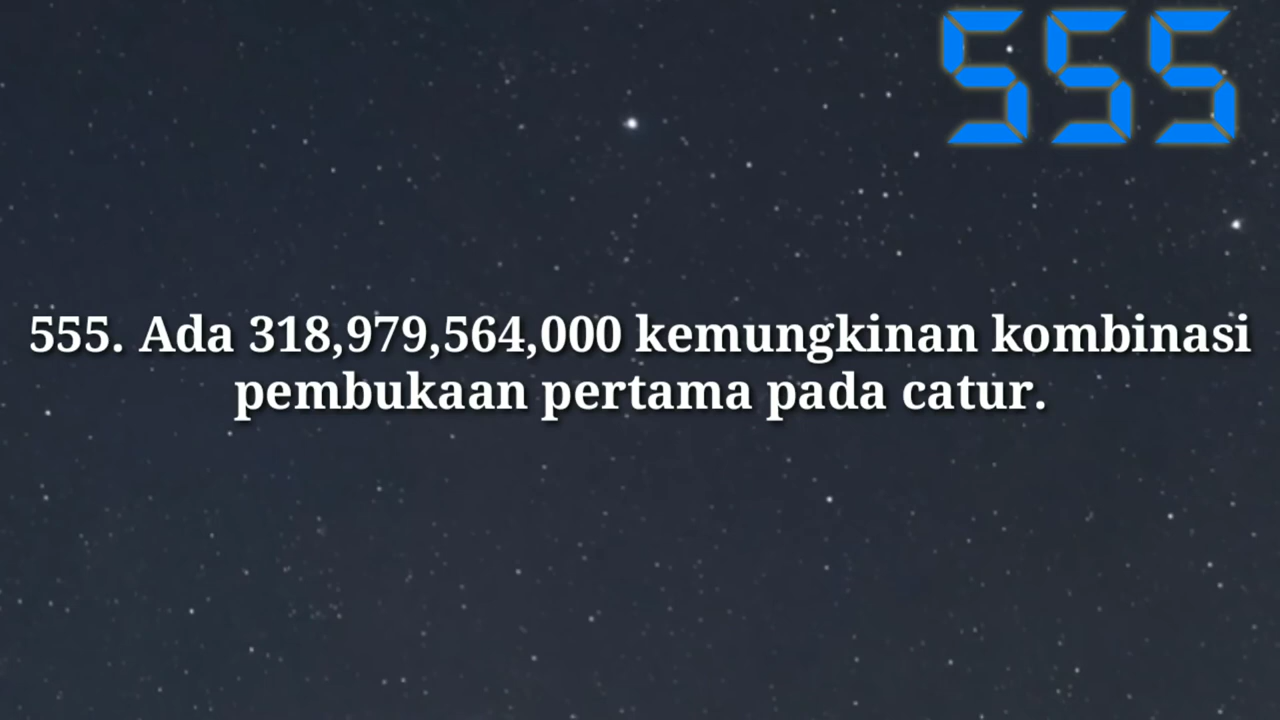 555
555. Ada 318,979,564,000 kemungkinan kombinasi
pembukaan pertama pada catur.